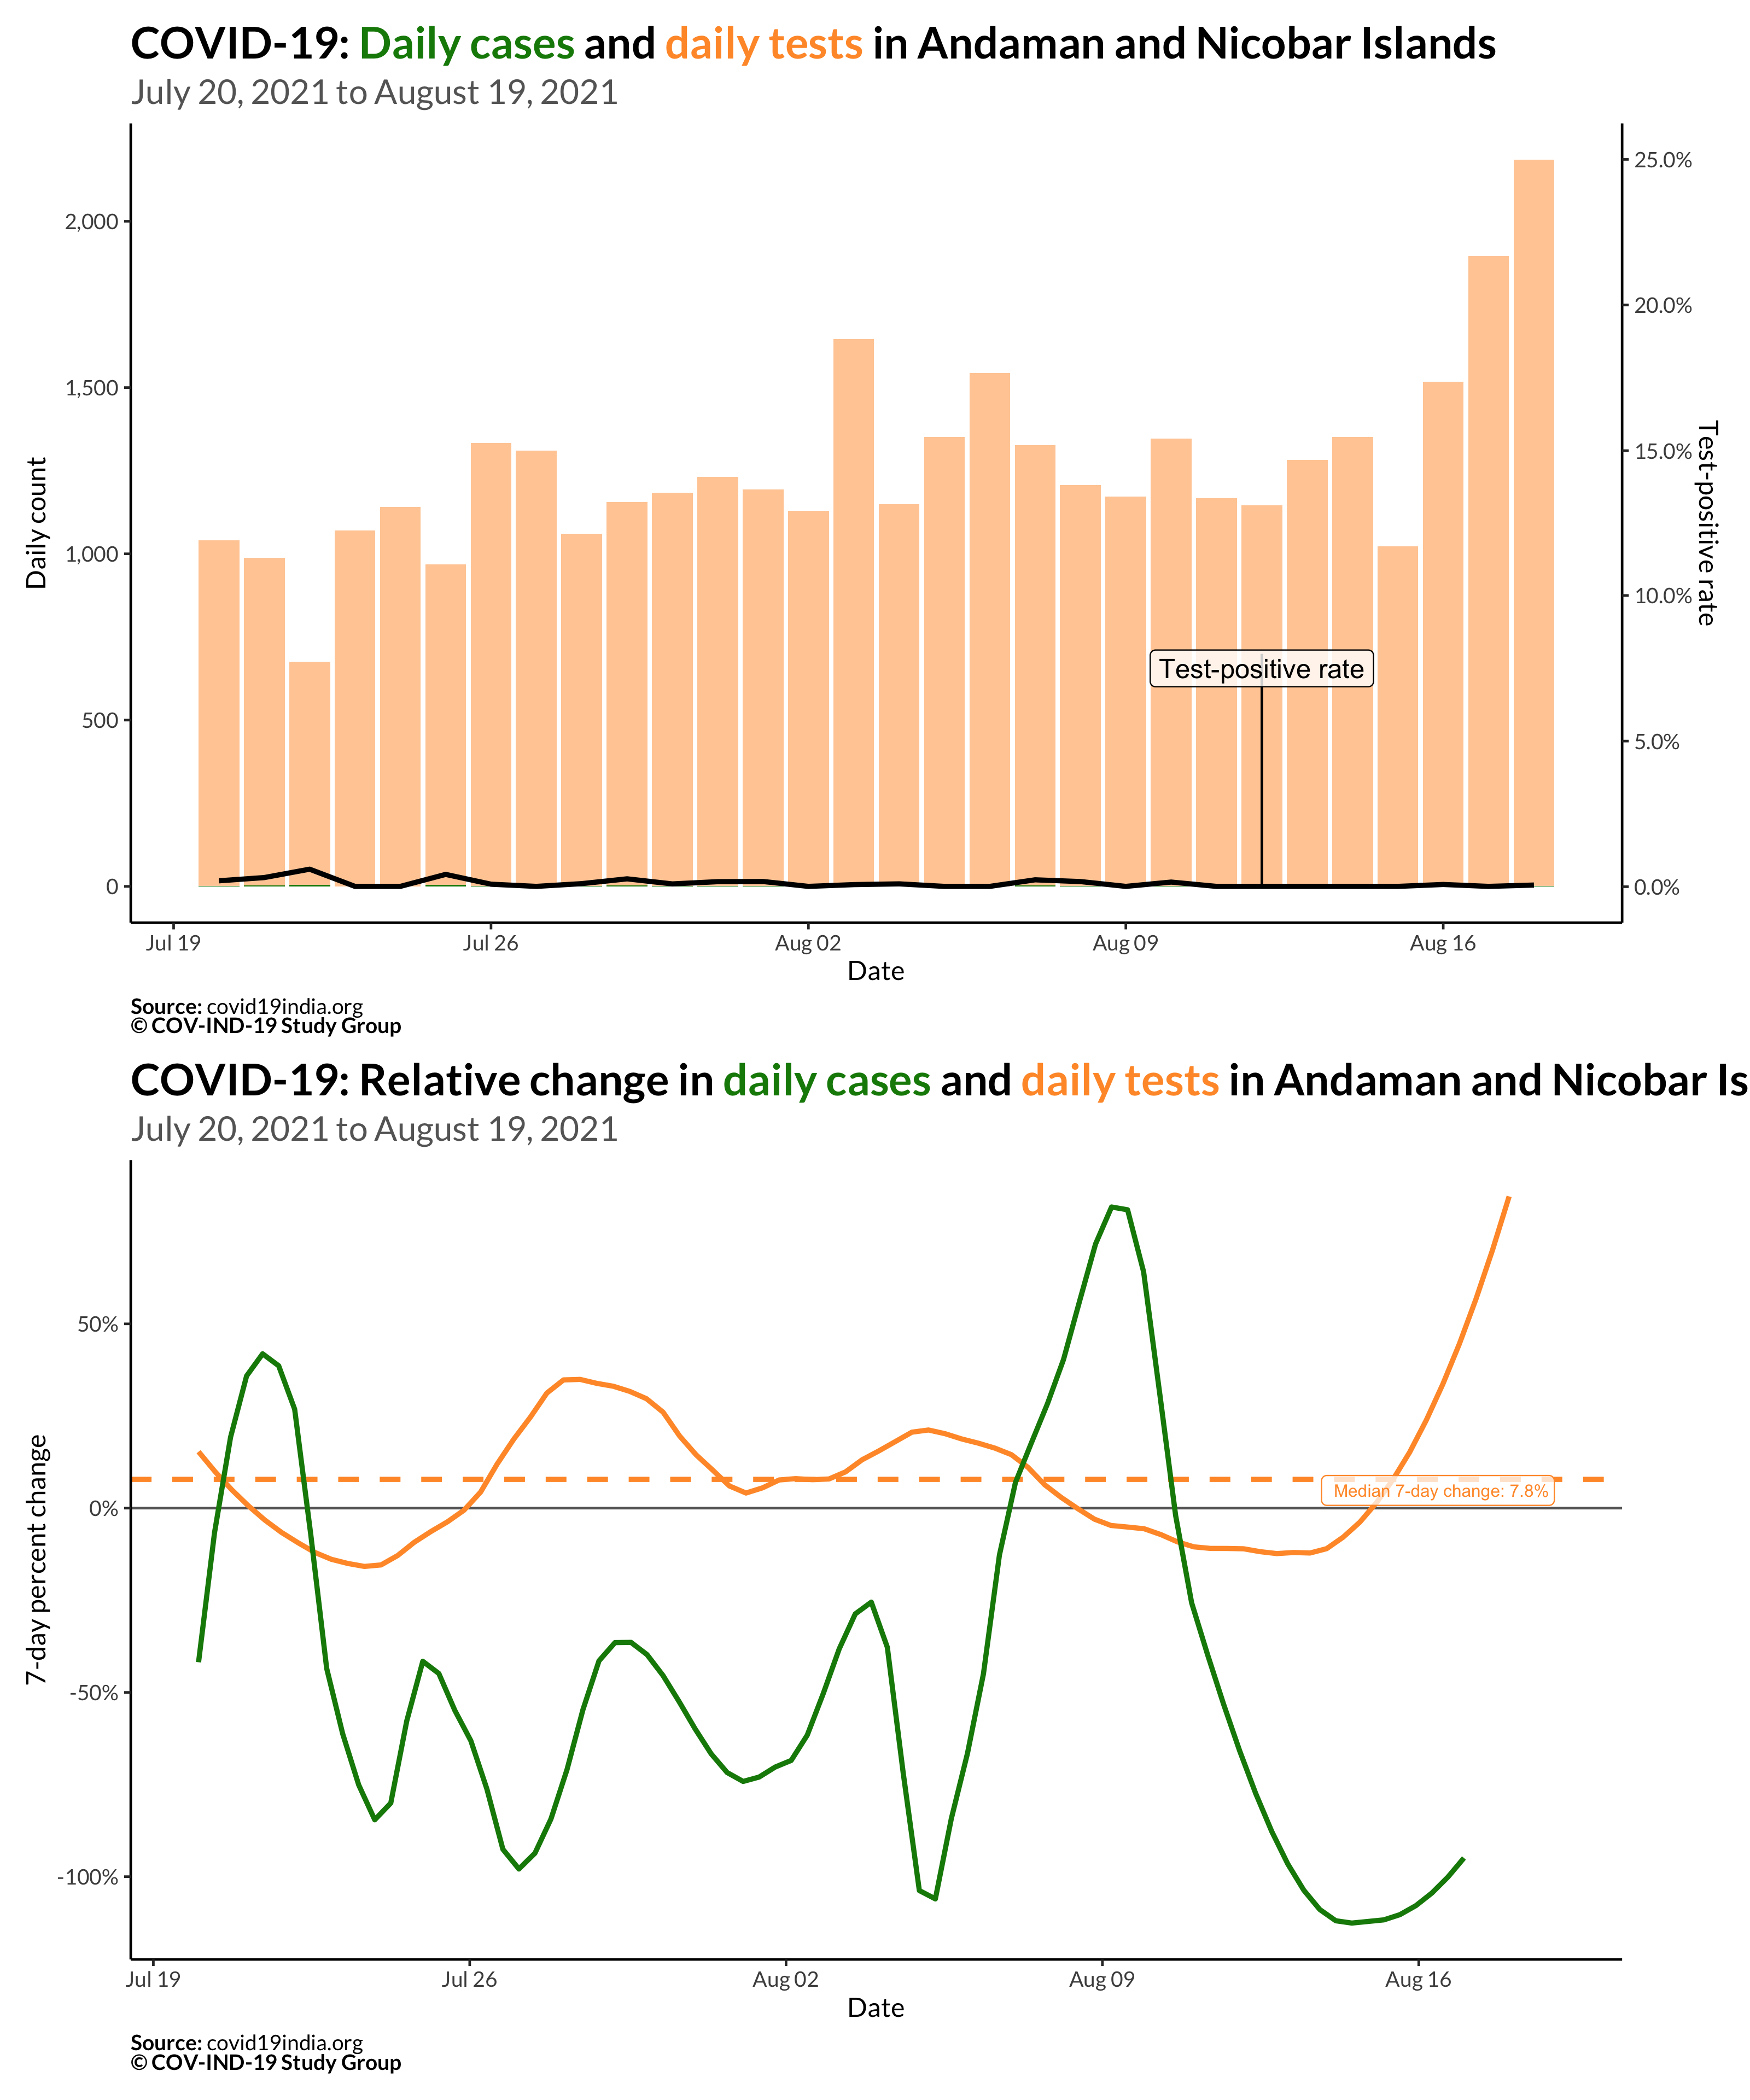 COVID-19: Daily cases and daily tests in Andaman and Nicobar Islands
July 20, 2021 to August 19, 2021
Daily count
2,000
1,500
1,000
500
0
25.0%
20.0%
15.0%
10.0%
5.0%
0.0%
Test-positive rate
Test-positive rate
Jul 19
Jul 26
Aug 02
Aug 09
Aug 16
Date
Source: covid19india.org
© COV-IND-19 Study Group
COVID-19: Relative change in daily cases and daily tests in Andaman and Nicobar Is
July 20, 2021 to August 19, 2021
7-day percent change
50%
0%
-50%
-100%
Median 7-day change: 7.8%
Jul 19
Jul 26
Aug 02
Aug 09
Aug 16
Date
Source: covid19india.org
© COV-IND-19 Study Group